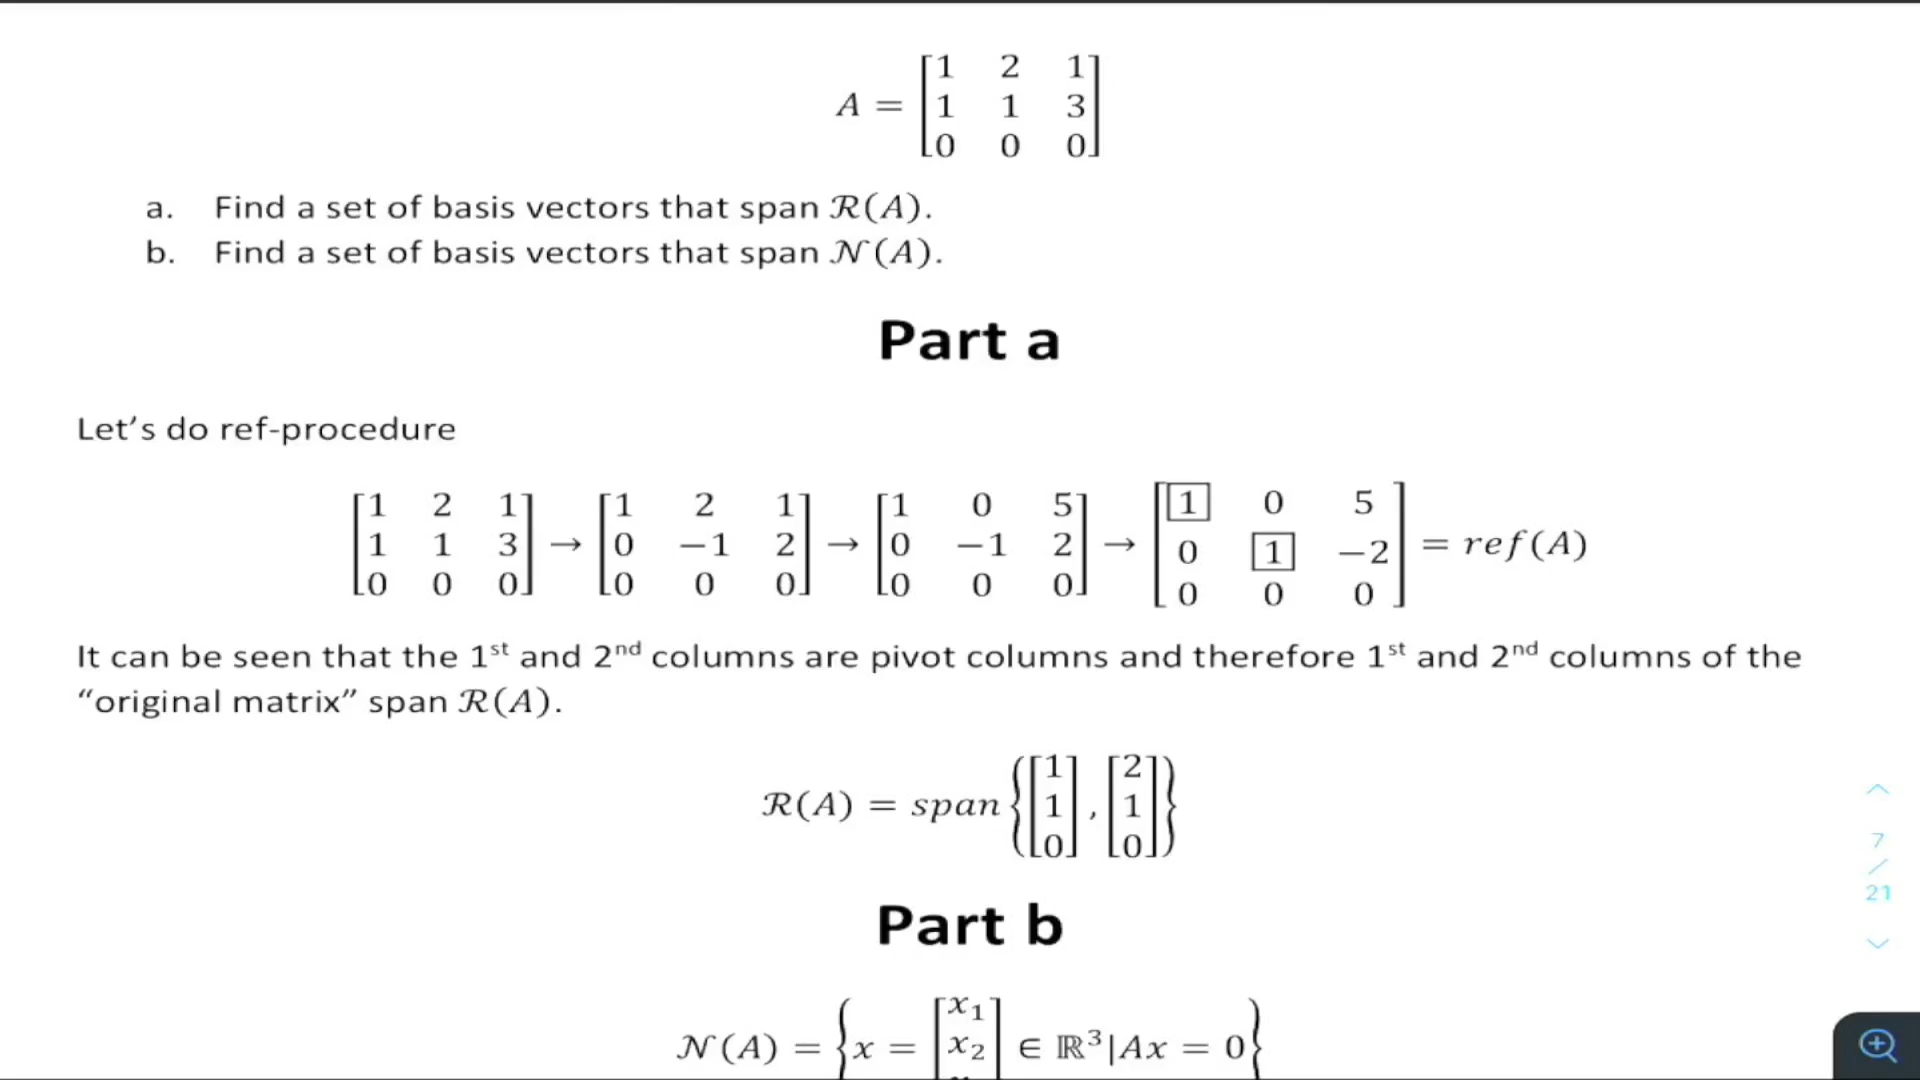 A = [1 2 1
1 1 3
0 0 0]
a. Find a set of basis vectors that span ℛ(A).
b. Find a set of basis vectors that span 𝒩(A).
Part a
Let’s do ref-procedure
[1 2 1; 1 1 3; 0 0 0] → [1 2 1; 0 −1 2; 0 0 0] → [1 0 5; 0 −1 2; 0 0 0] → [1 0 5; 0 1 −2; 0 0 0] = ref(A)
It can be seen that the 1st and 2nd columns are pivot columns and therefore 1st and 2nd columns of the
“original matrix” span ℛ(A).
ℛ(A) = span {[1; 1; 0], [2; 1; 0]}
Part b
𝒩(A) = {x = [x₁; x₂ ] ∈ ℝ³|Ax = 0}
7
/
21